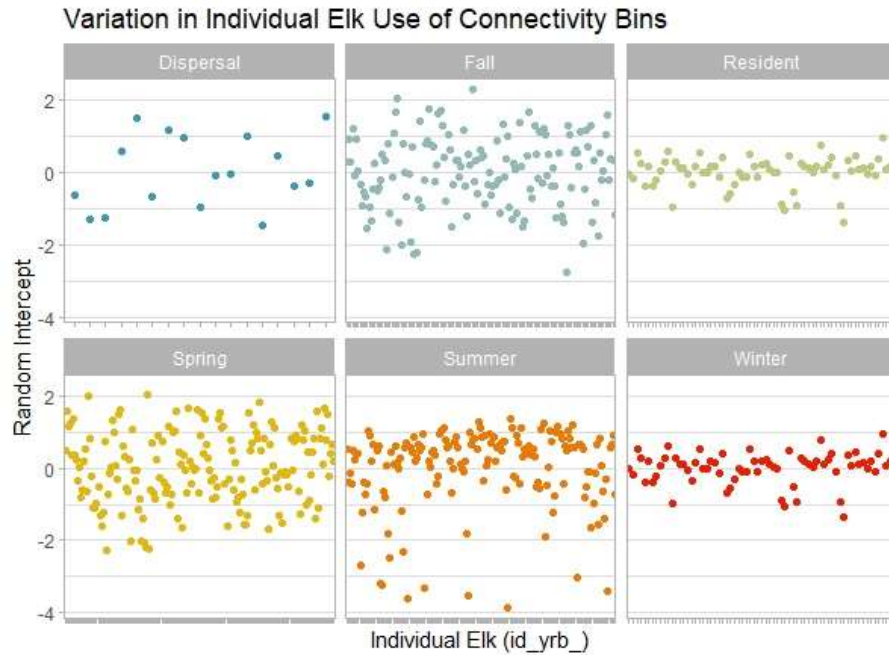 Variation in Individual Elk Use of Connectivity Bins
Dispersal
Fall
Resident
2
0
-2
-4
Random Intercept
Spring
Summer
Winter
2
0
-2
-4
Individual Elk (id_yrb_)